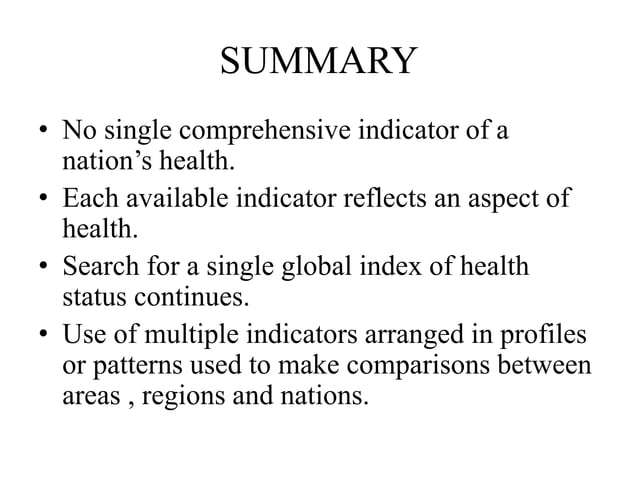 SUMMARY
• No single comprehensive indicator of a
nation’s health.
• Each available indicator reflects an aspect of
health.
• Search for a single global index of health
status continues.
• Use of multiple indicators arranged in profiles
or patterns used to make comparisons between
areas , regions and nations.